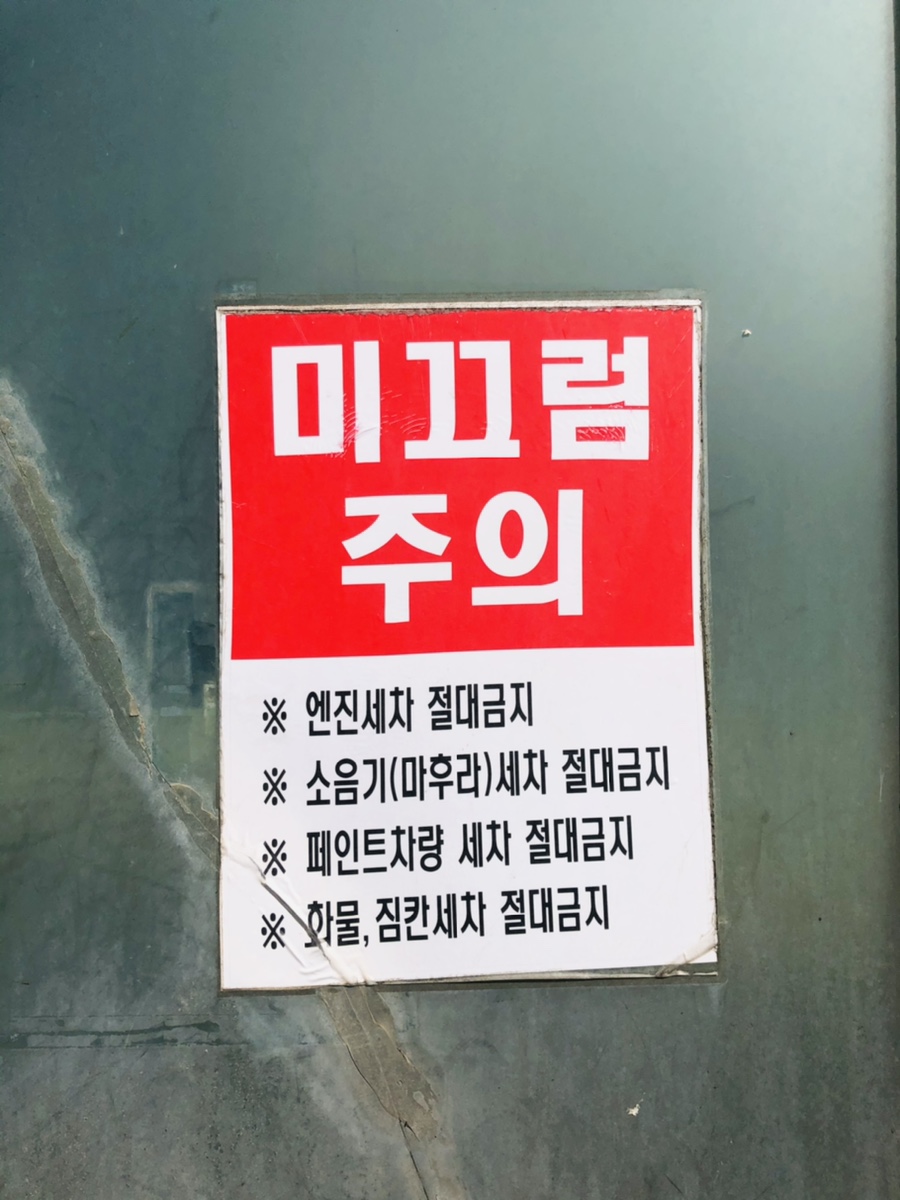 미끄럼
주의
※ 엔진세차 절대금지
※ 소음기(마후라)세차 절대금지
※ 페인트차량 세차 절대금지
※ 화물,짐칸세차 절대금지